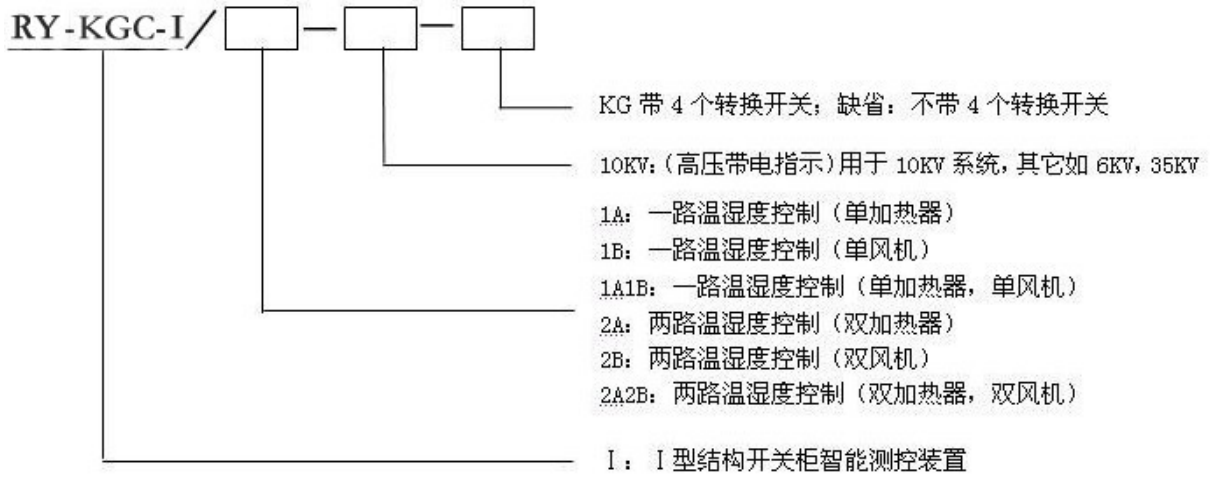 RY-KGC-I/□—□—□
KG 带 4 个转换开关；缺省：不带 4 个转换开关
10KV：（高压带电指示）用于 10KV 系统，其它如 6KV，35KV
1A：一路温湿度控制（单加热器）
1B：一路温湿度控制（单风机）
1A1B：一路温湿度控制（单加热器，单风机）
2A：两路温湿度控制（双加热器）
2B：两路温湿度控制（双风机）
2A2B：两路温湿度控制（双加热器，双风机）
Ⅰ：Ⅰ型结构开关柜智能测控装置